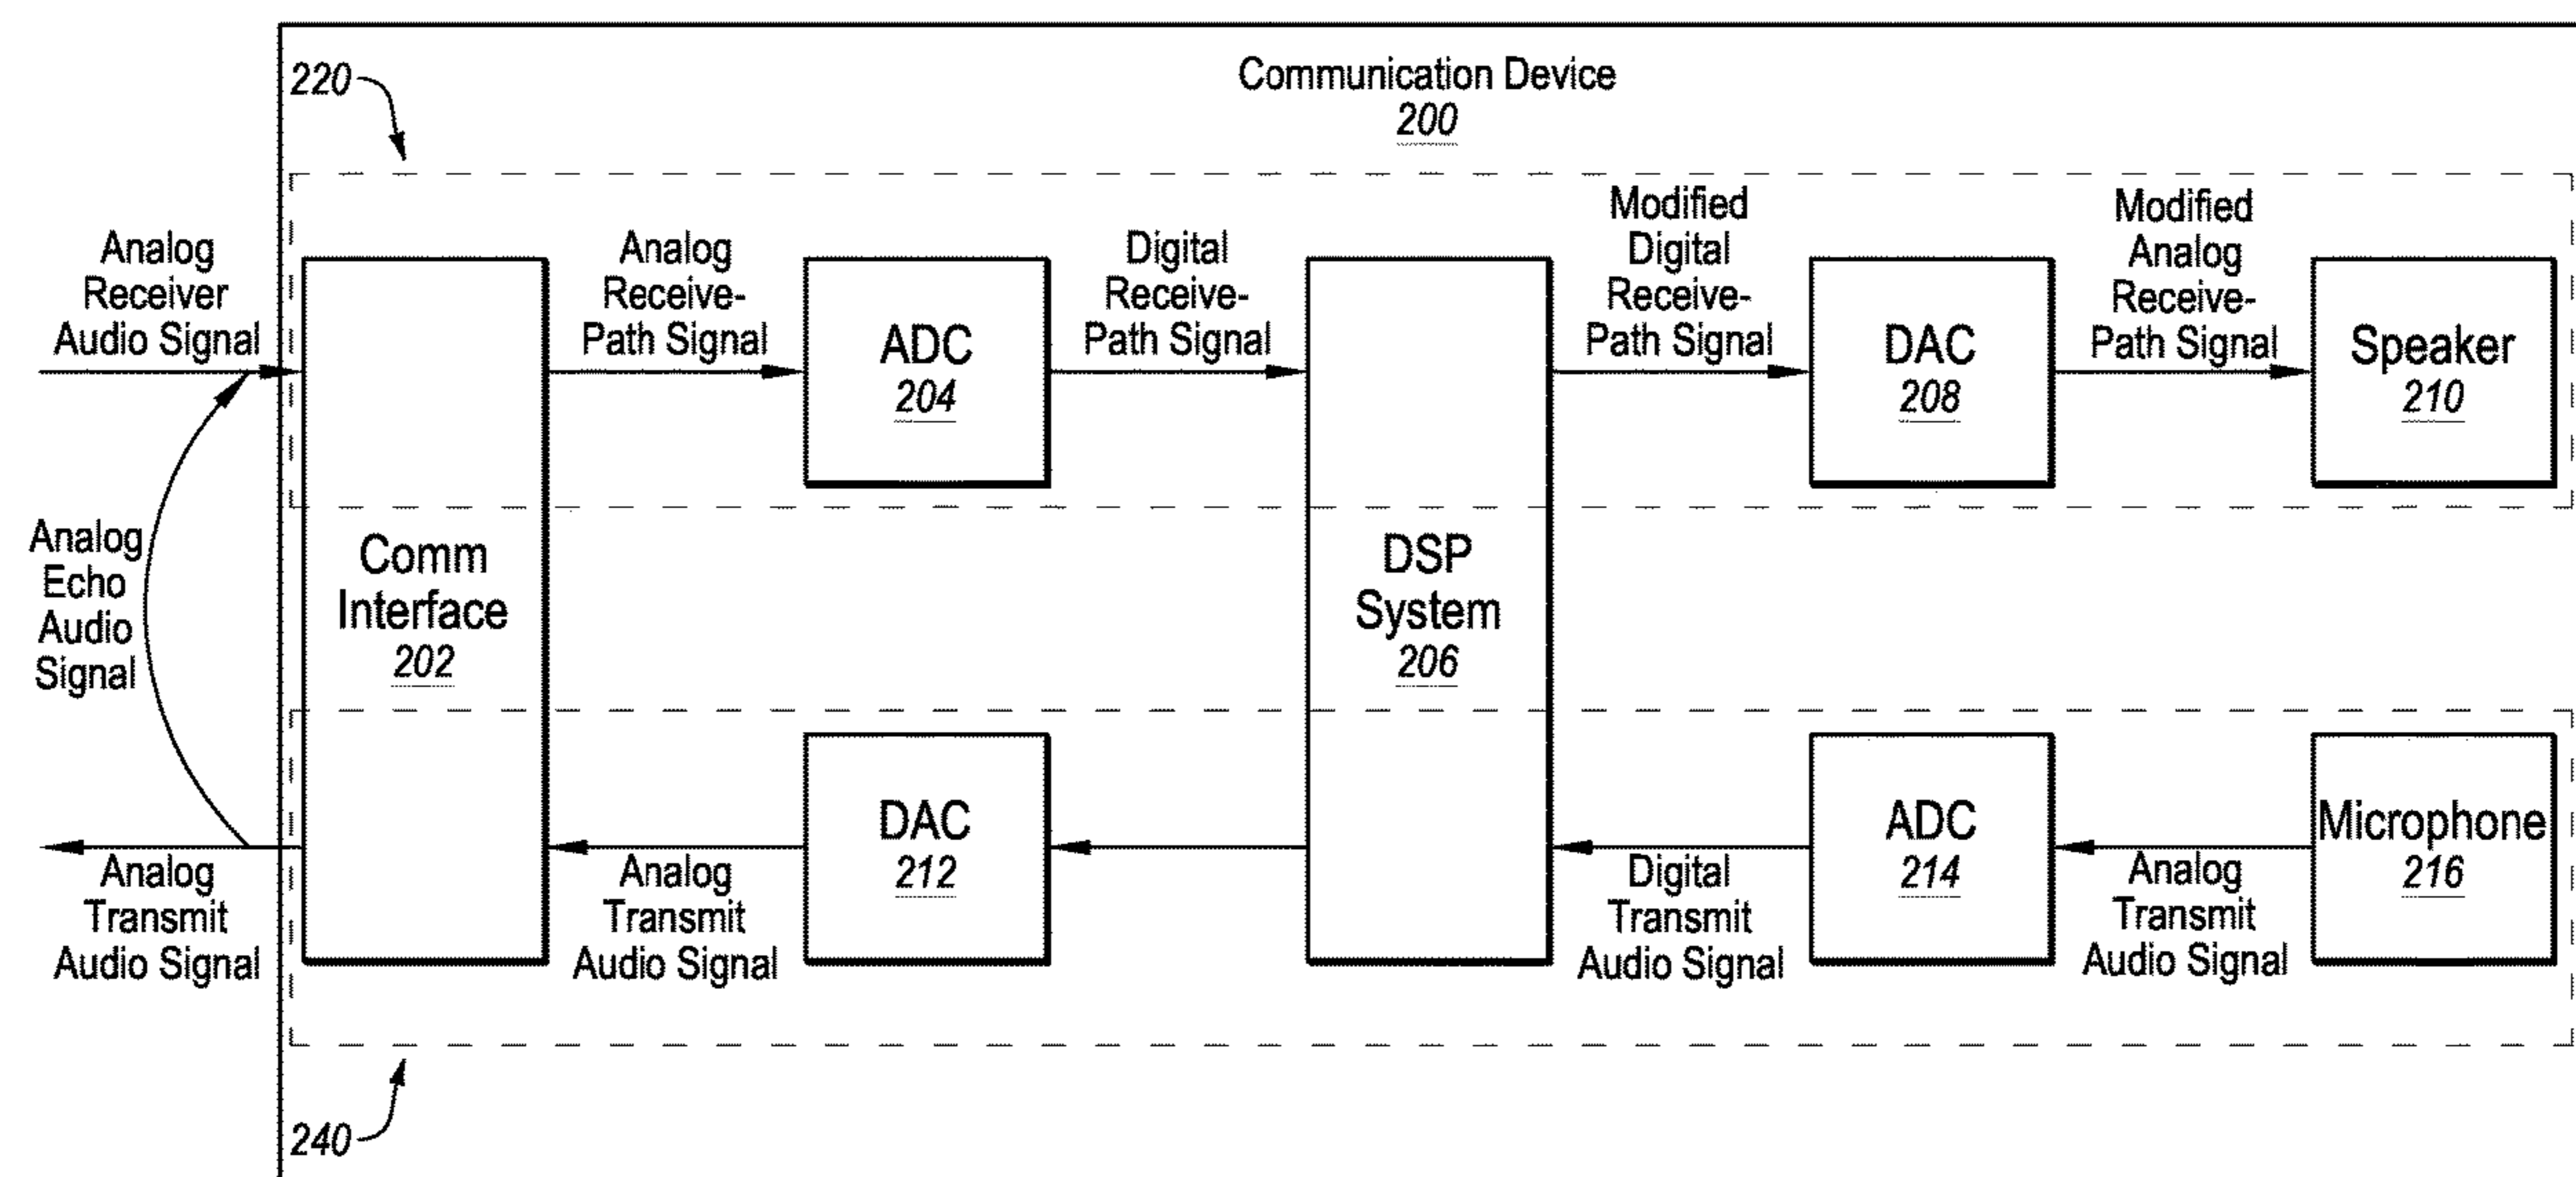 220
Communication Device
200
Analog
Receiver
Audio Signal
Analog
Receive-
Path Signal
ADC
204
Digital
Receive-
Path Signal
Modified
Digital
Receive-
Path Signal
DAC
208
Modified
Analog
Receive-
Path Signal
Speaker
210
Analog
Echo
Audio
Signal
Comm
Interface
202
DSP
System
206
Analog
Transmit
Audio Signal
Analog
Transmit
Audio Signal
DAC
212
Digital
Transmit
Audio Signal
ADC
214
Analog
Transmit
Audio Signal
Microphone
216
240